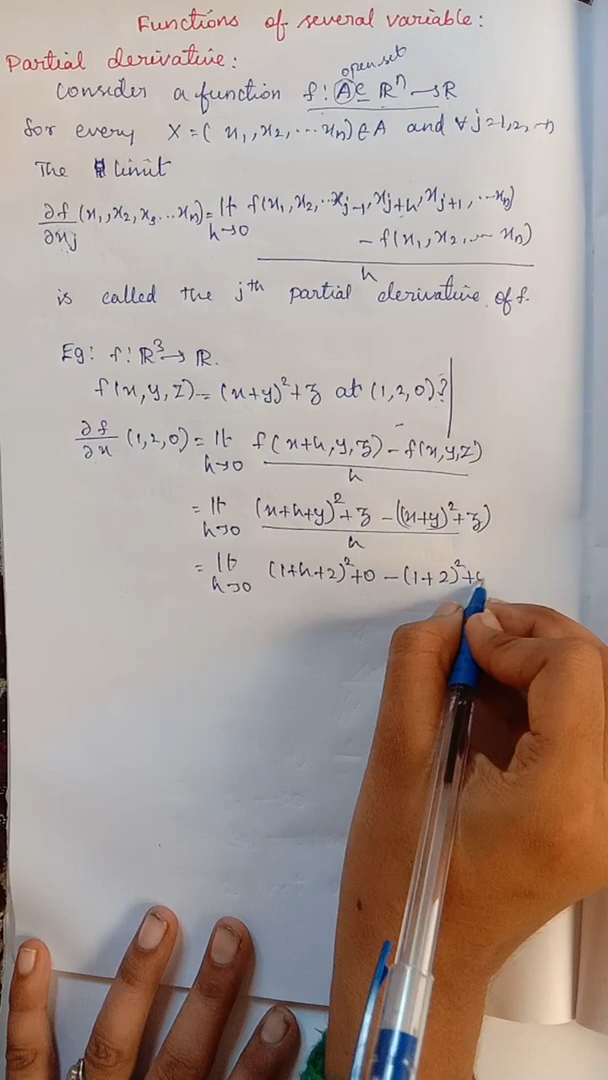 Functions of several variable:
Partial derivative:
open set
Consider a function f : A ⊆ ℝⁿ → ℝ
for every X = (x₁, x₂, ... xₙ) ∈ A and ∀ j = 1, 2, .. n
The limit
∂f/∂xⱼ (x₁, x₂, x₃ ... xₙ) = lt h→0 f(x₁, x₂, .. xⱼ₋₁, xⱼ+h, xⱼ₊₁, ... xₙ)
- f(x₁, x₂, ... xₙ)
h
is called the jth partial derivative of f.
Eg: f: ℝ³ → ℝ.
f(x, y, z) = (x+y)² + z at (1, 2, 0)?
∂f/∂x (1, 2, 0) = lt h→0 f(x+h, y, z) - f(x, y, z) / h
= lt h→0 (x+h+y)² + z - ((x+y)² + z) / h
= lt h→0 (1+h+2)² + 0 - (1+2)² +